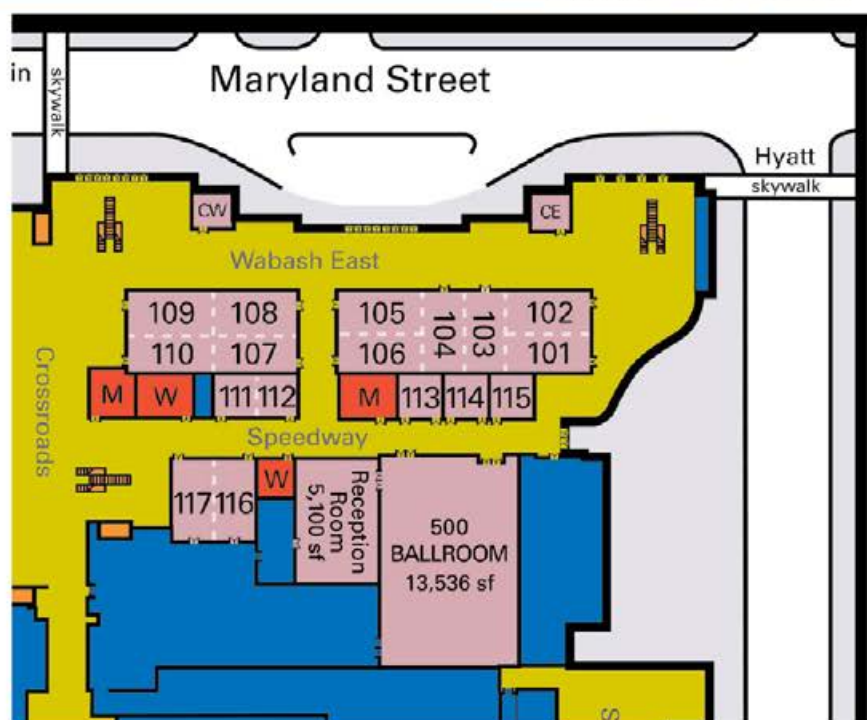 in
skywalk
Maryland Street
Hyatt
skywalk
CW
CE
Wabash East
109
108
105
104
103
102
110
107
106
101
M
W
111
112
M
113
114
115
Crossroads
Speedway
117
116
W
Reception
Room
5,100 sf
500
BALLROOM
13,536 sf
S